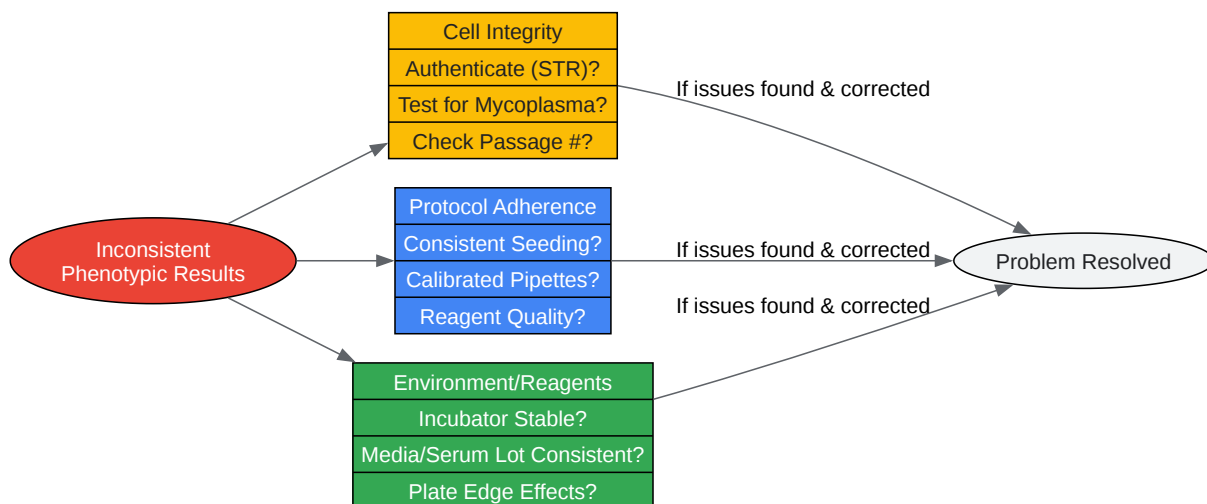 Inconsistent
Phenotypic Results
Cell Integrity
Authenticate (STR)?
Test for Mycoplasma?
Check Passage #?
Protocol Adherence
Consistent Seeding?
Calibrated Pipettes?
Reagent Quality?
Environment/Reagents
Incubator Stable?
Media/Serum Lot Consistent?
Plate Edge Effects?
If issues found & corrected
If issues found & corrected
If issues found & corrected
Problem Resolved